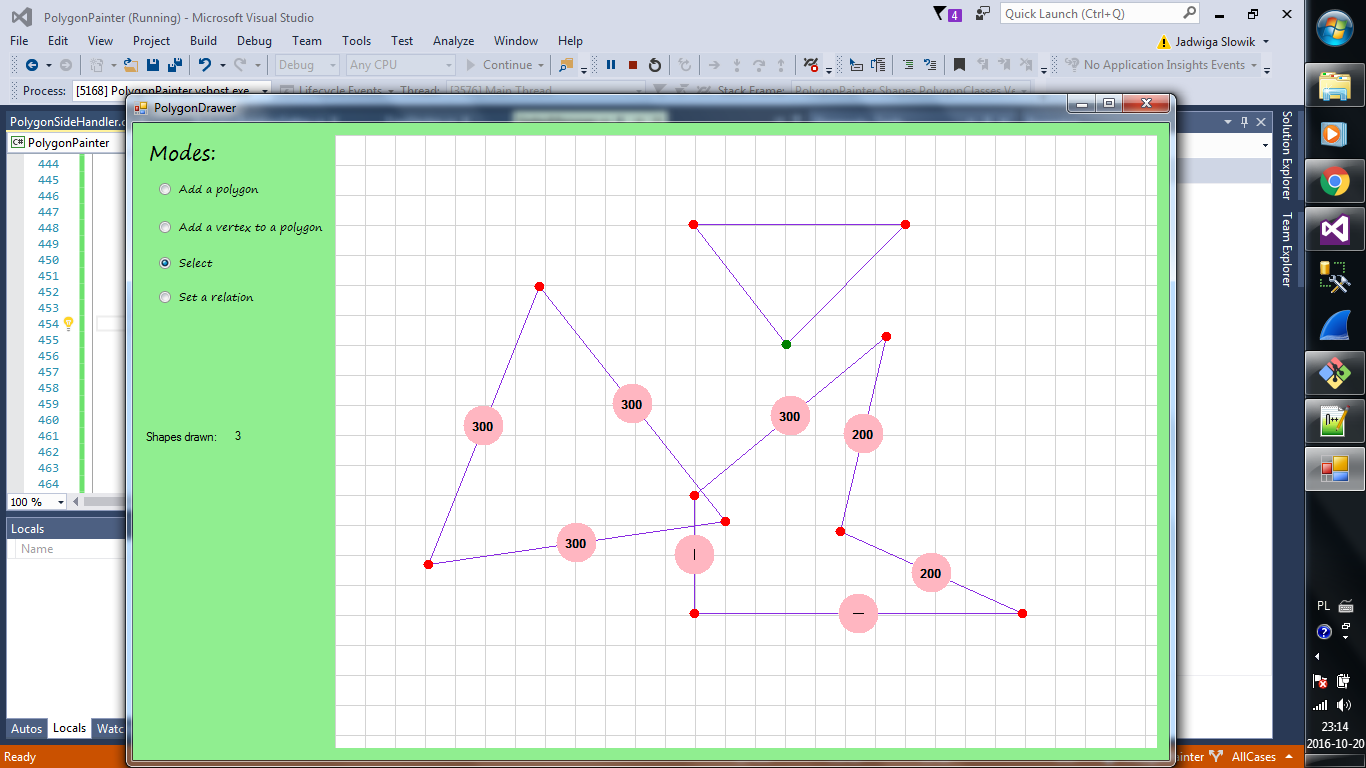 PolygonPainter (Running) - Microsoft Visual Studio
4
Quick Launch (Ctrl+Q)
File Edit View Project Build Debug Team Tools Test Analyze Window Help
Jadwiga Slowik
Debug Any CPU Continue
No Application Insights Events
Process: [5168] PolygonPainter.vshost.exe Lifecycle Events Thread: [3576] Main Thread Stack Frame:
PolygonDrawer
PolygonSideHandler.c
C# PolygonPainter
444
445
446
447
448
449
450
451
452
453
454
455
456
457
458
459
460
461
462
463
464
100 %
Locals
Name
Autos Locals Watc
Ready
Modes:
Add a polygon
Add a vertex to a polygon
Select
Set a relation
Shapes drawn: 3
300
300
300
300
200
200
|
—
Solution Explorer
Team Explorer
ainter AllCases
n++
PL
23:14
2016-10-20